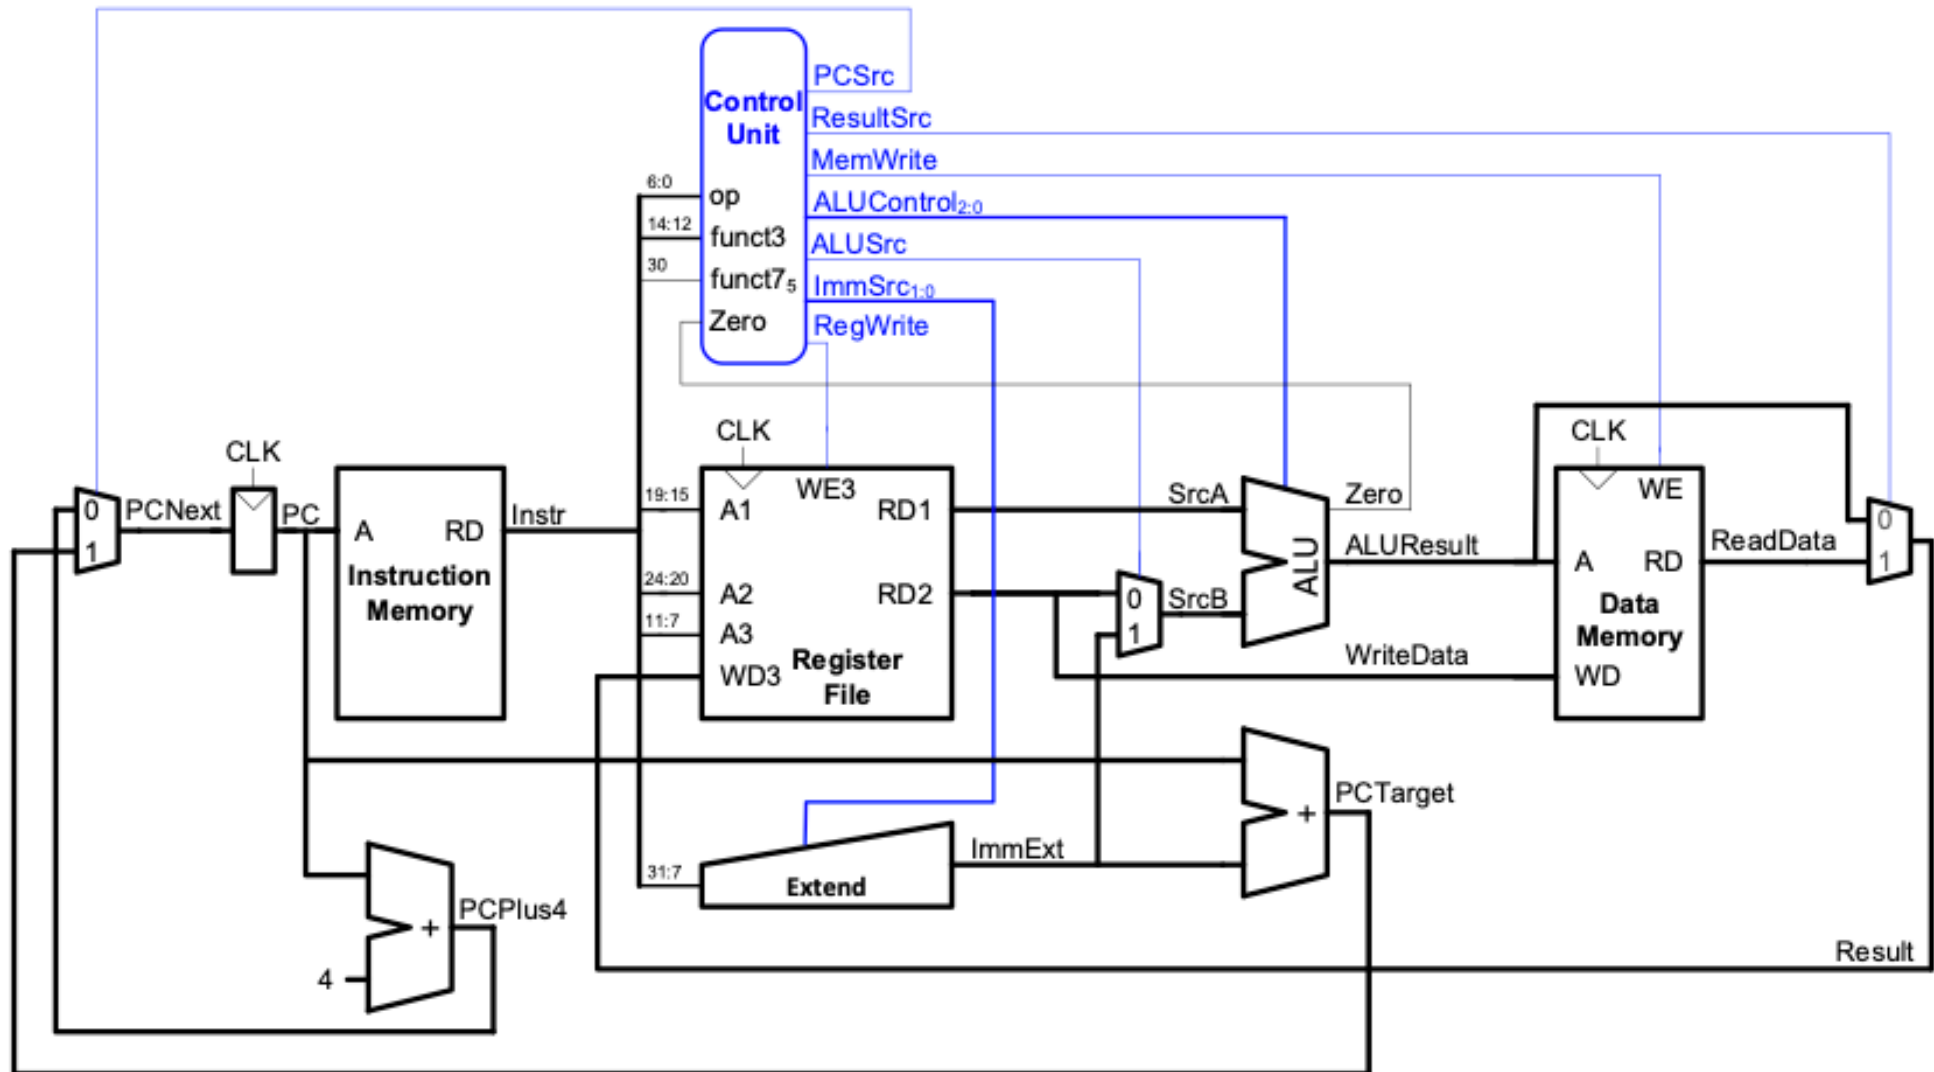 PCSrc
Control
Unit
ResultSrc
MemWrite
6:0
op
ALUControl2:0
14:12
funct3
ALUSrc
30
funct75
ImmSrc1:0
Zero
RegWrite
CLK
CLK
CLK
PCNext
0
1
PC
A
RD
Instruction
Memory
Instr
19:15
A1
WE3
RD1
SrcA
Zero
WE
24:20
A2
RD2
0
1
SrcB
ALU
ALUResult
A
RD
ReadData
0
1
11:7
A3
WD3
Register
File
Data
Memory
WriteData
WD
PCTarget
+
31:7
Extend
ImmExt
PCPlus4
+
4
Result